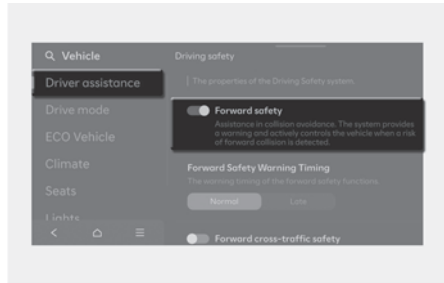 Vehicle
Driver assistance
Drive mode
ECO Vehicle
Climate
Seats
Lights
Driving safety
The properties of the Driving Safety system.
Forward safety
Assistance in collision avoidance. The system provides
a warning and actively controls the vehicle when a risk
of forward collision is detected.
Forward Safety Warning Timing
The warning timing of the forward safety functions.
Normal
Late
Forward cross-traffic safety